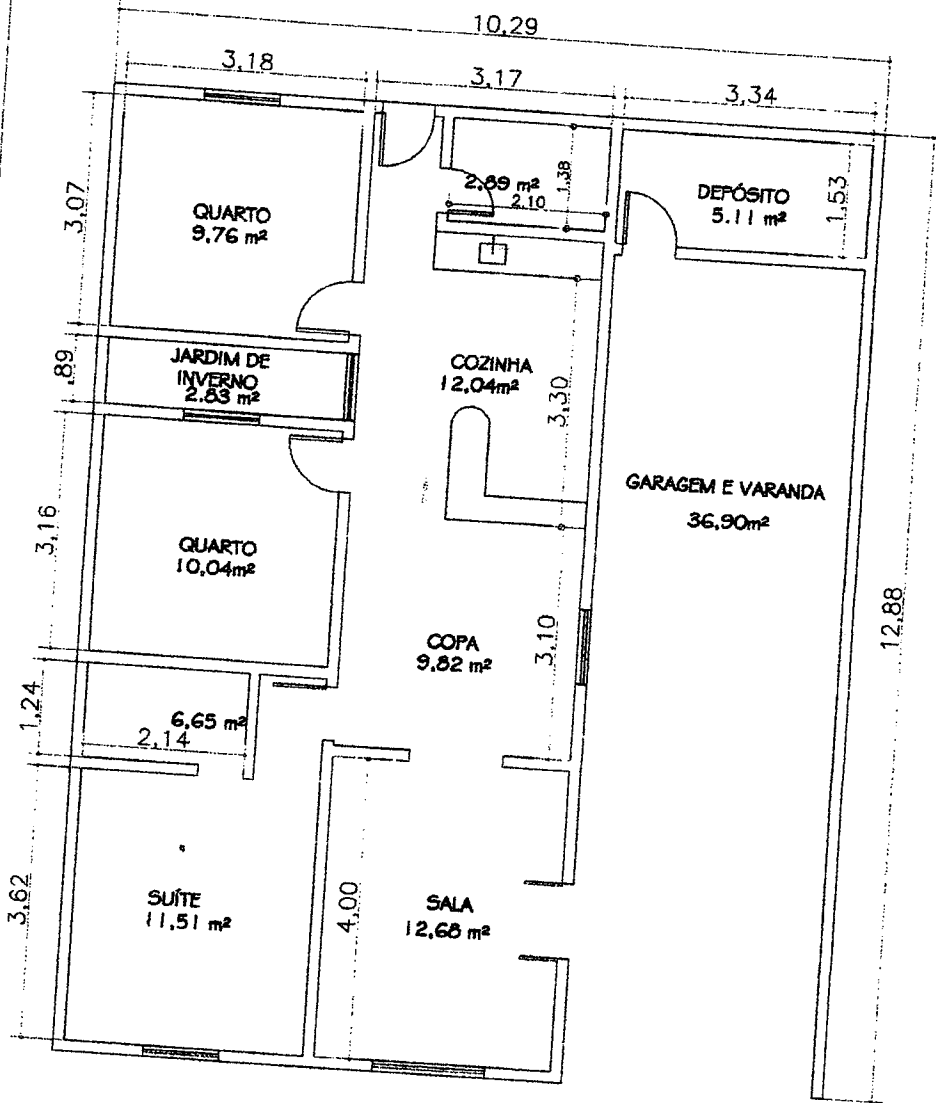 10,29
3,18
3,17
3,34
3,07
QUARTO
9,76 m²
2.89 m²
2.10
1,38
DEPÓSITO
5.11 m²
1,53
,89
JARDIM DE
INVERNO
2.83 m²
COZINHA
12,04m²
3,30
GARAGEM E VARANDA
36,90m²
3,16
QUARTO
10,04m²
COPA
9,82 m²
3,10
12,88
1,24
6,65 m²
2,14
3,62
SUÍTE
11,51 m²
4,00
SALA
12,68 m²